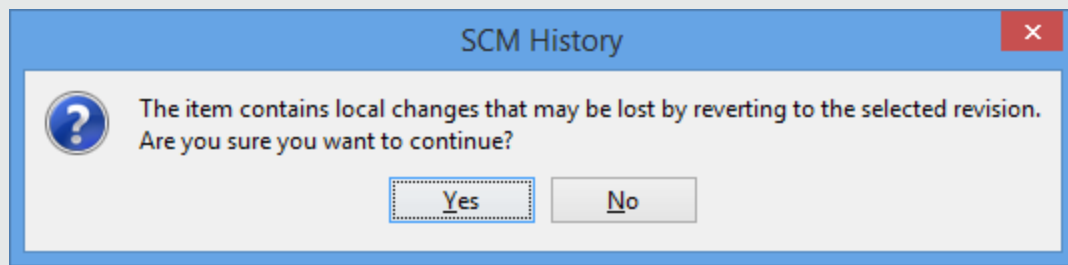 SCM History
The item contains local changes that may be lost by reverting to the selected revision.
Are you sure you want to continue?
Yes No